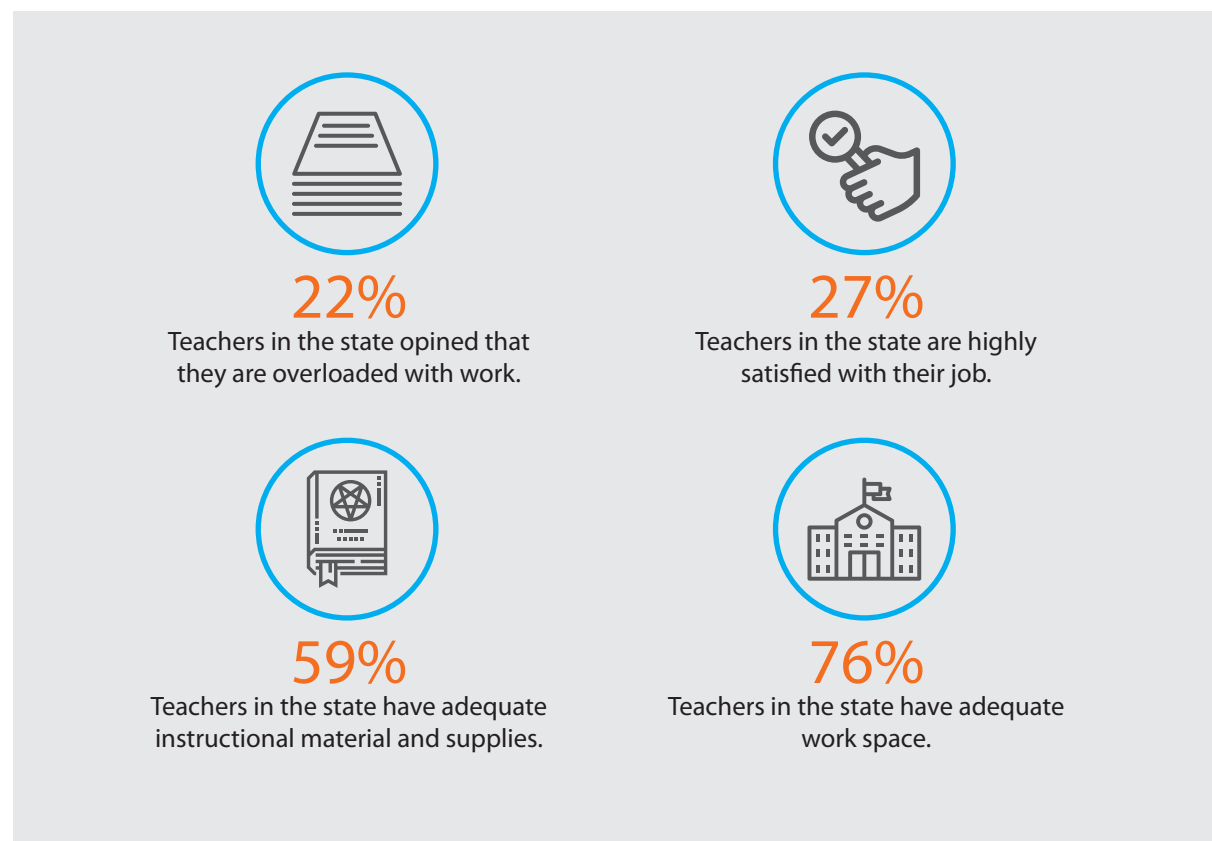 22%
Teachers in the state opined that
they are overloaded with work.
27%
Teachers in the state are highly
satisfied with their job.
59%
Teachers in the state have adequate
instructional material and supplies.
76%
Teachers in the state have adequate
work space.